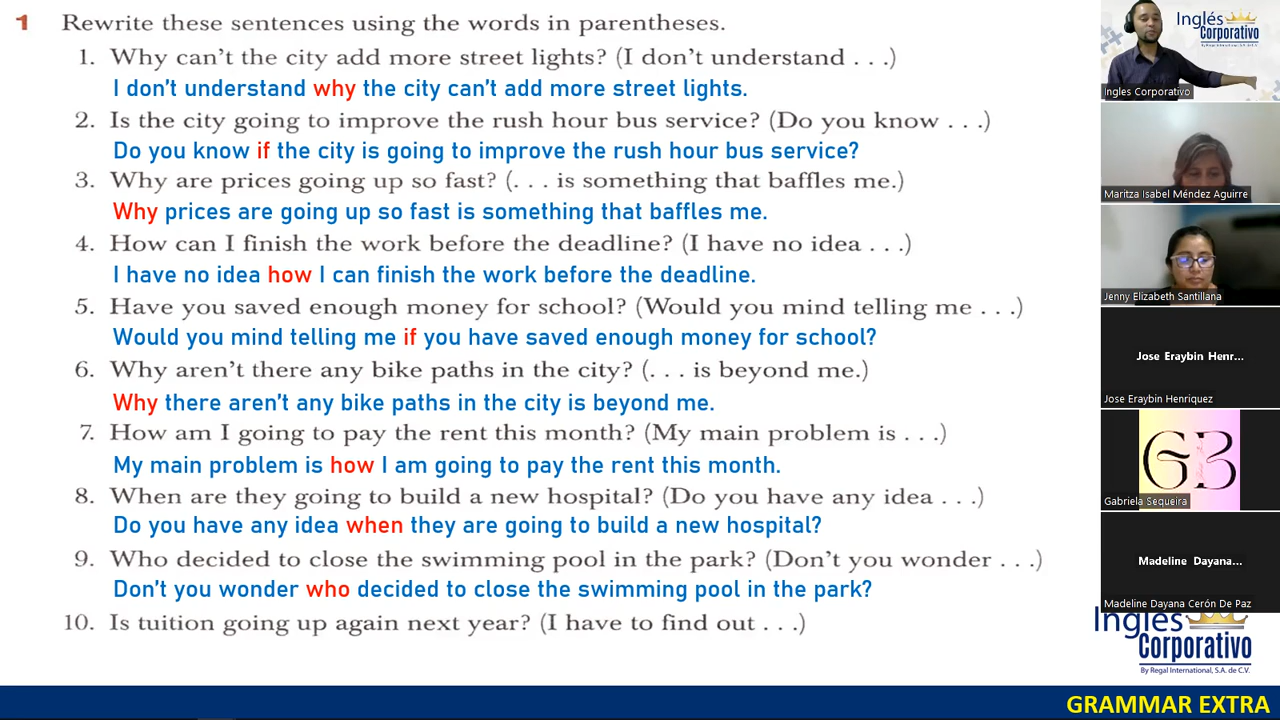 1 Rewrite these sentences using the words in parentheses.
1. Why can't the city add more street lights? (I don't understand . . .)
I don't understand why the city can't add more street lights.
2. Is the city going to improve the rush hour bus service? (Do you know . . .)
Do you know if the city is going to improve the rush hour bus service?
3. Why are prices going up so fast? (. . . is something that baffles me.)
Why prices are going up so fast is something that baffles me.
4. How can I finish the work before the deadline? (I have no idea . . .)
I have no idea how I can finish the work before the deadline.
5. Have you saved enough money for school? (Would you mind telling me . . .)
Would you mind telling me if you have saved enough money for school?
6. Why aren't there any bike paths in the city? (. . . is beyond me.)
Why there aren't any bike paths in the city is beyond me.
7. How am I going to pay the rent this month? (My main problem is . . .)
My main problem is how I am going to pay the rent this month.
8. When are they going to build a new hospital? (Do you have any idea . . .)
Do you have any idea when they are going to build a new hospital?
9. Who decided to close the swimming pool in the park? (Don't you wonder . . .)
Don't you wonder who decided to close the swimming pool in the park?
10. Is tuition going up again next year? (I have to find out . . .)
Inglés
Corporativo
By Regal International, S.A. de C.V.
Ingles Corporativo
Maritza Isabel Méndez Aguirre
Jenny Elizabeth Santillana
Jose Eraybin Henr...
Jose Eraybin Henriquez
GB
Gabriela Sequeira
Madeline Dayana...
Madeline Dayana Cerón De Paz
Inglés
Corporativo
By Regal International, S.A. de C.V.
GRAMMAR EXTRA